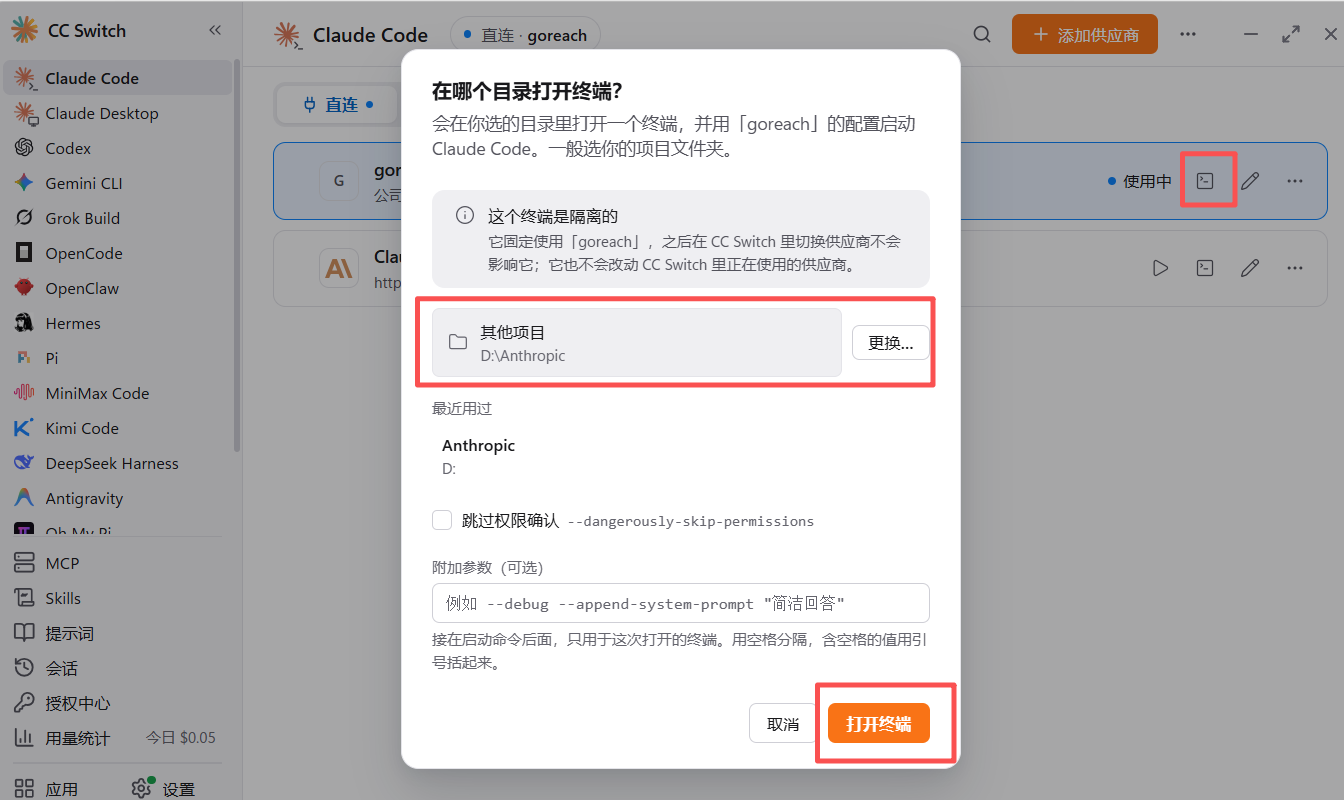 CC Switch
«
Claude Code
Claude Desktop
Codex
Gemini CLI
Grok Build
OpenCode
OpenClaw
Hermes
Pi
MiniMax Code
Kimi Code
DeepSeek Harness
Antigravity
Oh My Pi
MCP
Skills
提示词
会话
授权中心
用量统计 今日 $0.05
应用 设置
Claude Code 直连 · goreach
+ 添加供应商
直连
G
公司
使用中
在哪个目录打开终端?
会在你选的目录里打开一个终端，并用「goreach」的配置启动
Claude Code。一般选你的项目文件夹。
这个终端是隔离的
它固定使用「goreach」，之后在 CC Switch 里切换供应商不会
影响它；它也不会改动 CC Switch 里正在使用的供应商。
其他项目
D:\Anthropic
更换...
最近用过
Anthropic
D:
跳过权限确认 --dangerously-skip-permissions
附加参数（可选）
例如 --debug --append-system-prompt "简洁回答"
接在启动命令后面，只用于这次打开的终端。用空格分隔，含空格的值用引
号括起来。
取消 打开终端